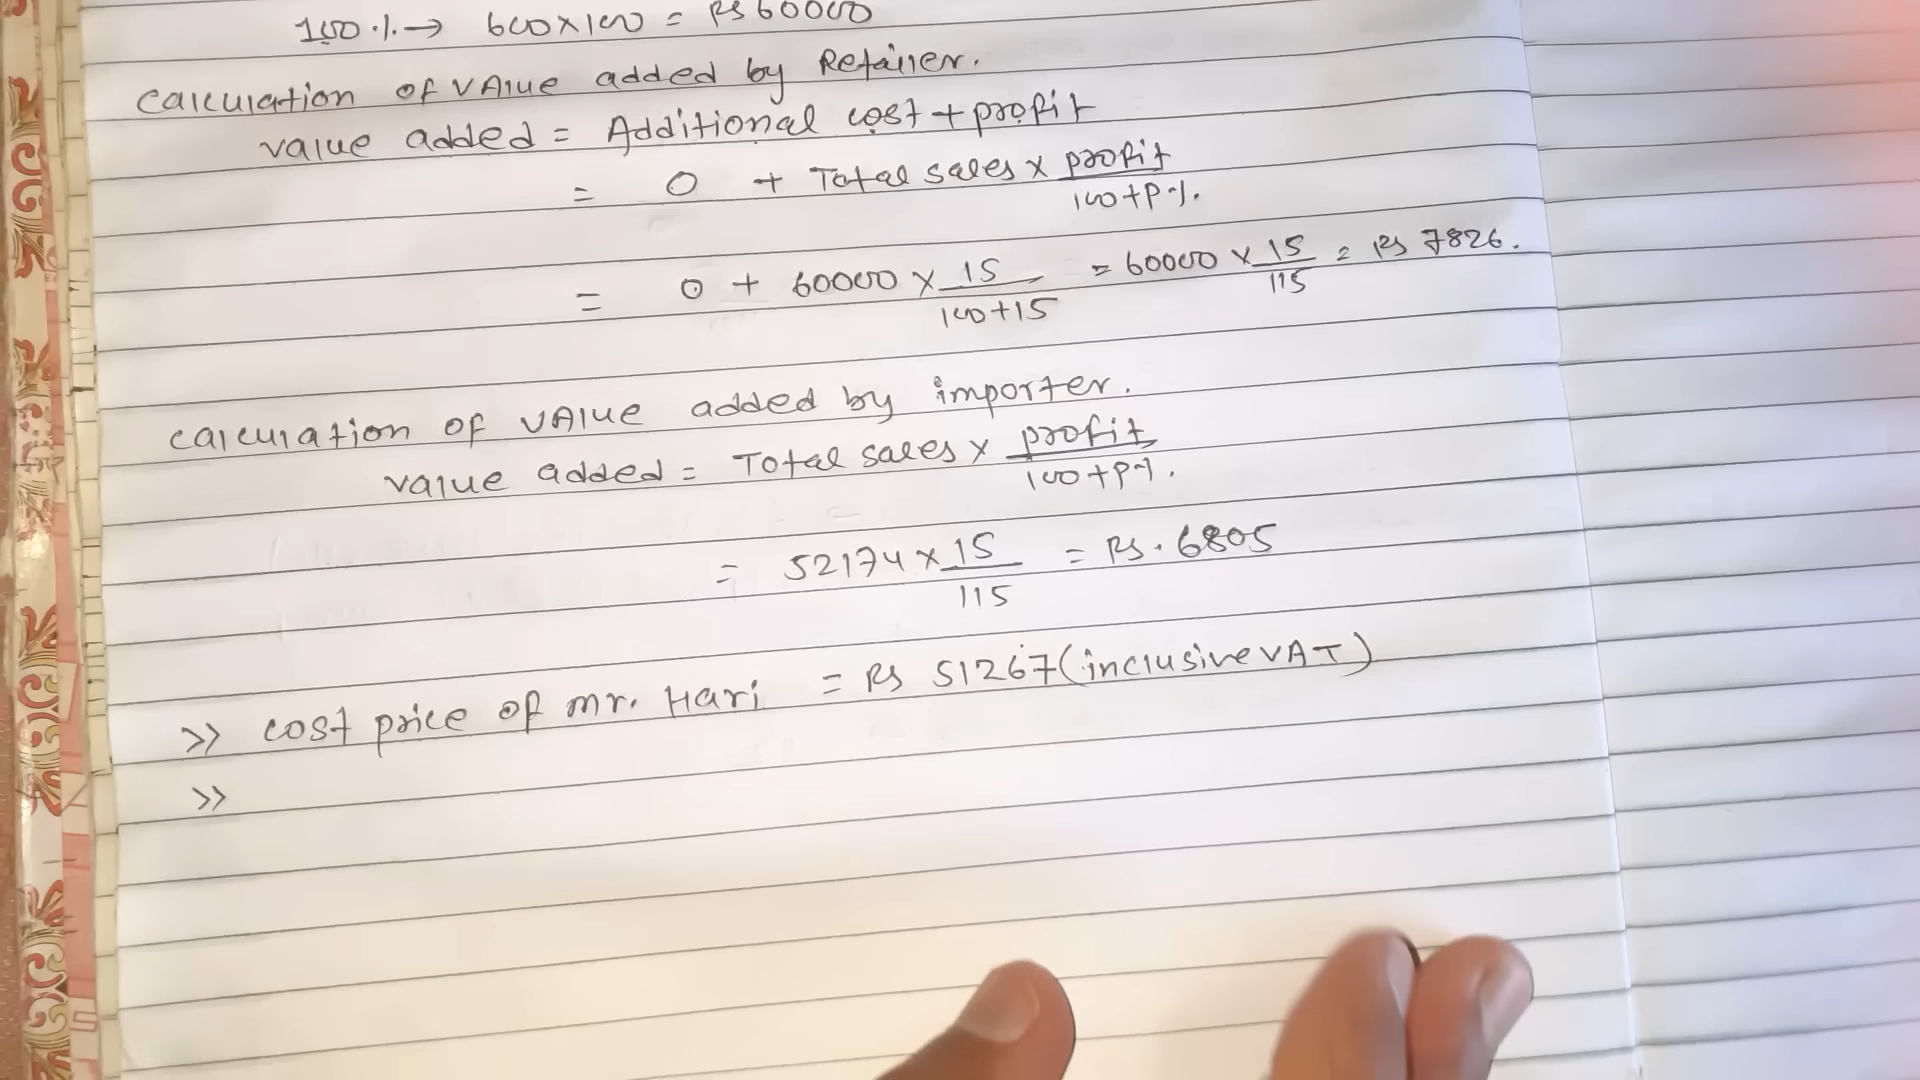 100 % → 600 × 100 = Rs 60000
Calculation of VAlue added by Retailer.
value added = Additional cost + profit
= 0 + Total sales × profit / 100+P%.
= 0 + 60000 × 15 / 100+15 = 60000 × 15 / 115 = Rs 7826.
Calculation of VAlue added by importer.
value added = Total sales × profit / 100+P%.
= 52174 × 15 / 115 = Rs. 6805
>> cost price of mr. Hari = Rs 51267 (inclusive VAT)
>>